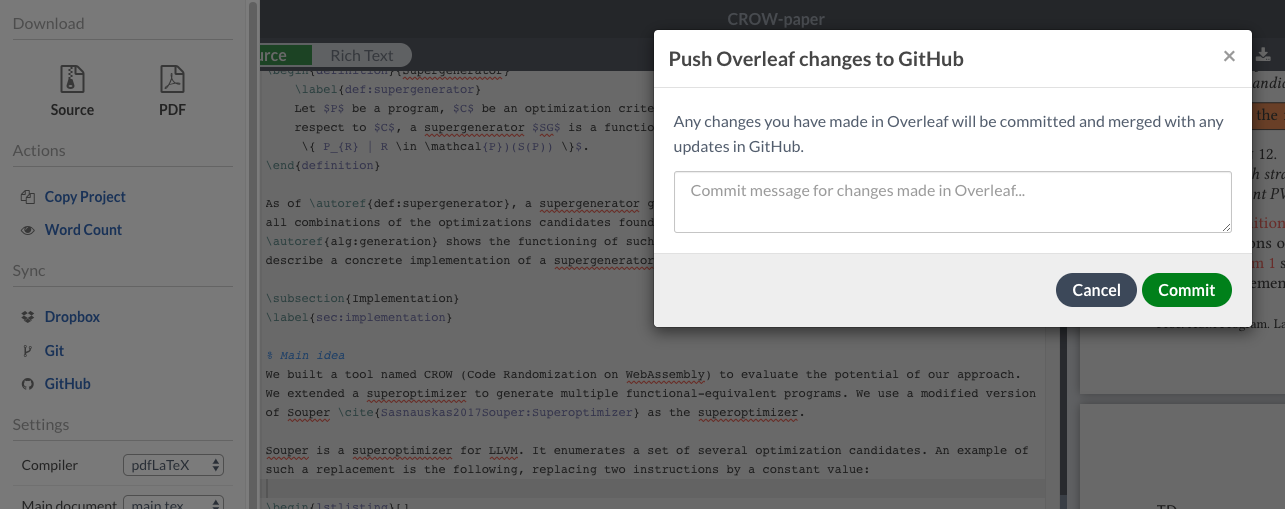 Download
Source
PDF
Actions
Copy Project
Word Count
Sync
Dropbox
Git
GitHub
Settings
Compiler
pdfLaTeX
Main document
main.tex
CROW-paper
urce
Rich Text
\begin{definition}[Supergenerator]
\label{def:supergenerator}
Let $P$ be a program, $C$ be an optimization crite
respect to $C$, a supergenerator $SG$ is a functio
\{ P_{R} | R \in \mathcal{P})(S(P)) \}$.
\end{definition}
As of \autoref{def:supergenerator}, a supergenerator g
all combinations of the optimizations candidates found
\autoref{alg:generation} shows the functioning of such
describe a concrete implementation of a supergenerator
\subsection{Implementation}
\label{sec:implementation}
% Main idea
We built a tool named CROW (Code Randomization on WebAssembly) to evaluate the potential of our approach.
We extended a superoptimizer to generate multiple functional-equivalent programs. We use a modified version
of Souper \cite{Sasnauskas2017Souper:Superoptimizer} as the superoptimizer.
Souper is a superoptimizer for LLVM. It enumerates a set of several optimization candidates. An example of
such a replacement is the following, replacing two instructions by a constant value:
\begin{lstlisting}[]
Push Overleaf changes to GitHub
×
Any changes you have made in Overleaf will be committed and merged with any
updates in GitHub.
Commit message for changes made in Overleaf...
Cancel
Commit
andid
the
12.
h stra
nt PV
ition
ons o
m 1 s
emen